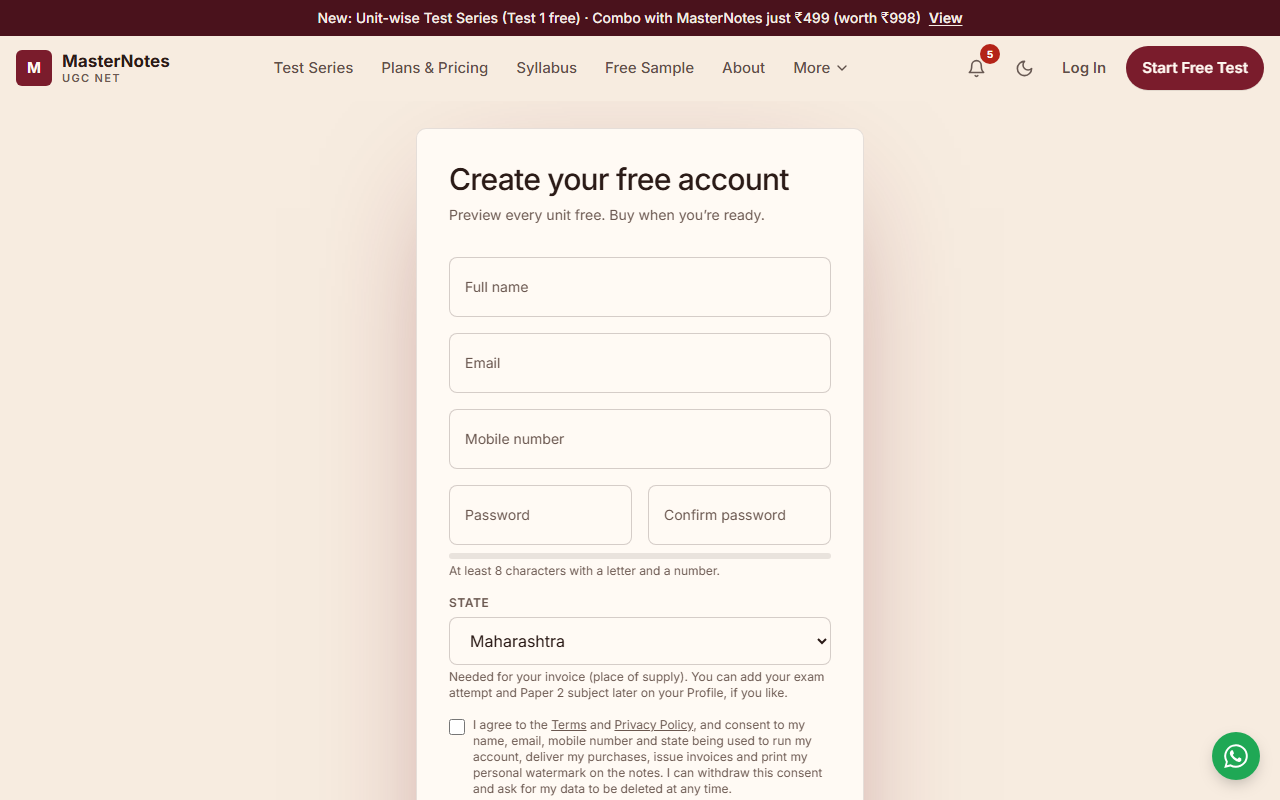 New: Unit-wise Test Series (Test 1 free) · Combo with MasterNotes just ₹499 (worth ₹998) View
M
MasterNotes
UGC NET
Test Series
Plans & Pricing
Syllabus
Free Sample
About
More
5
Log In
Start Free Test
Create your free account
Preview every unit free. Buy when you’re ready.
Full name
Email
Mobile number
Password
Confirm password
At least 8 characters with a letter and a number.
STATE
Maharashtra
Needed for your invoice (place of supply). You can add your exam
attempt and Paper 2 subject later on your Profile, if you like.
I agree to the Terms and Privacy Policy, and consent to my
name, email, mobile number and state being used to run my
account, deliver my purchases, issue invoices and print my
personal watermark on the notes. I can withdraw this consent
and ask for my data to be deleted at any time.